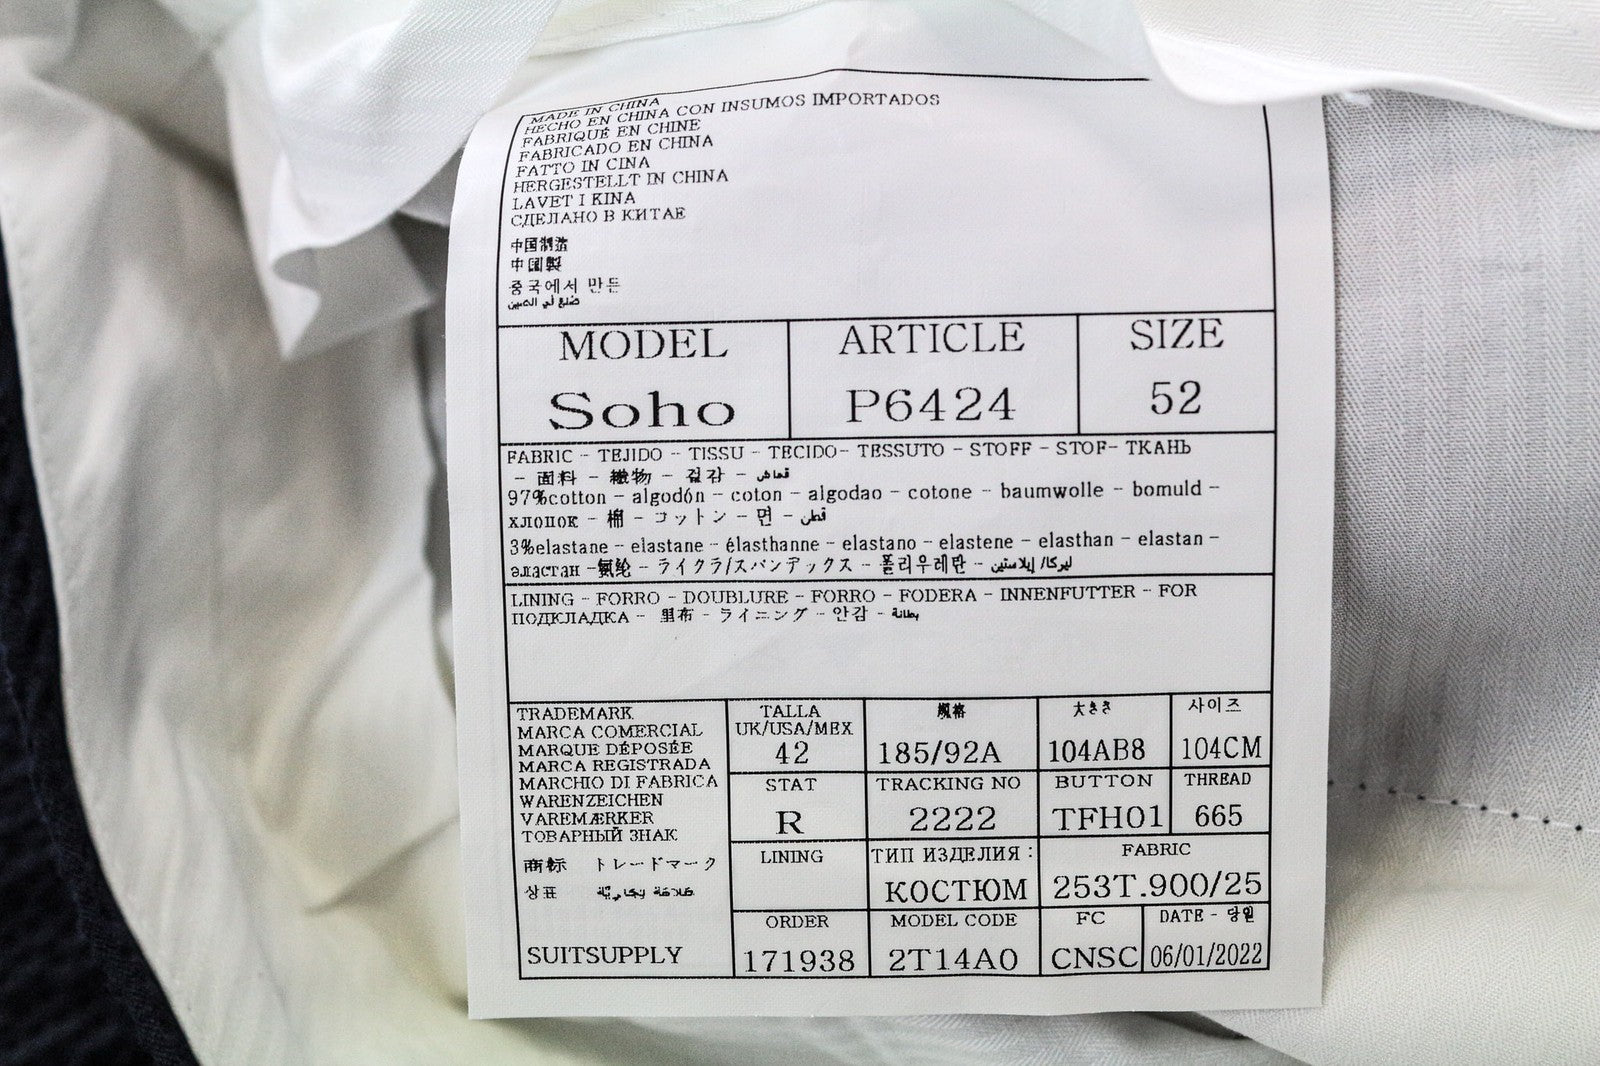 MADE IN CHINA
HECHO EN CHINA CON INSUMOS IMPORTADOS
FABRIQUÉ EN CHINE
FABRICADO EN CHINA
FATTO IN CINA
HERGESTELLT IN CHINA
LAVET I KINA
СДЕЛАНО В КИТАЕ
中国制造
中國製
중국에서 만든
صُنع في الصين
MODEL
Soho
ARTICLE
P6424
SIZE
52
FABRIC - TEJIDO - TISSU - TECIDO- TESSUTO - STOFF - STOF- ТКАНЬ
- 面料 - 織物 - 겉감 - قماش
97%cotton - algodón - coton - algodao - cotone - baumwolle - bomuld -
хлопок - 棉 - コットン - 면 - قطن
3%elastane - elastane - élasthanne - elastano - elastene - elasthan - elastan -
эластан -氨纶 - ライクラ/スパンデックス - 폴리우레탄 - ليركا/ إيلاستين
LINING - FORRO - DOUBLURE - FORRO - FODERA - INNENFUTTER - FOR
ПОДКЛАДКА - 里布 - ライニング - 안감 - بطانة
TRADEMARK
MARCA COMERCIAL
MARQUE DÉPOSÉE
MARCA REGISTRADA
MARCHIO DI FABRICA
WARENZEICHEN
VAREMÆRKER
ТОВАРНЫЙ ЗНАК
商标 トレードマーク
상표 علامة تجارية
SUITSUPPLY
TALLA
UK/USA/MEX
42
规格
185/92A
大きさ
104AB8
사이즈
104CM
STAT
R
TRACKING NO
2222
BUTTON
TFH01
THREAD
665
LINING
ТИП ИЗДЕЛИЯ :
КОСТЮМ
FABRIC
253T.900/25
ORDER
171938
MODEL CODE
2T14A0
FC
CNSC
DATE - 당월
06/01/2022